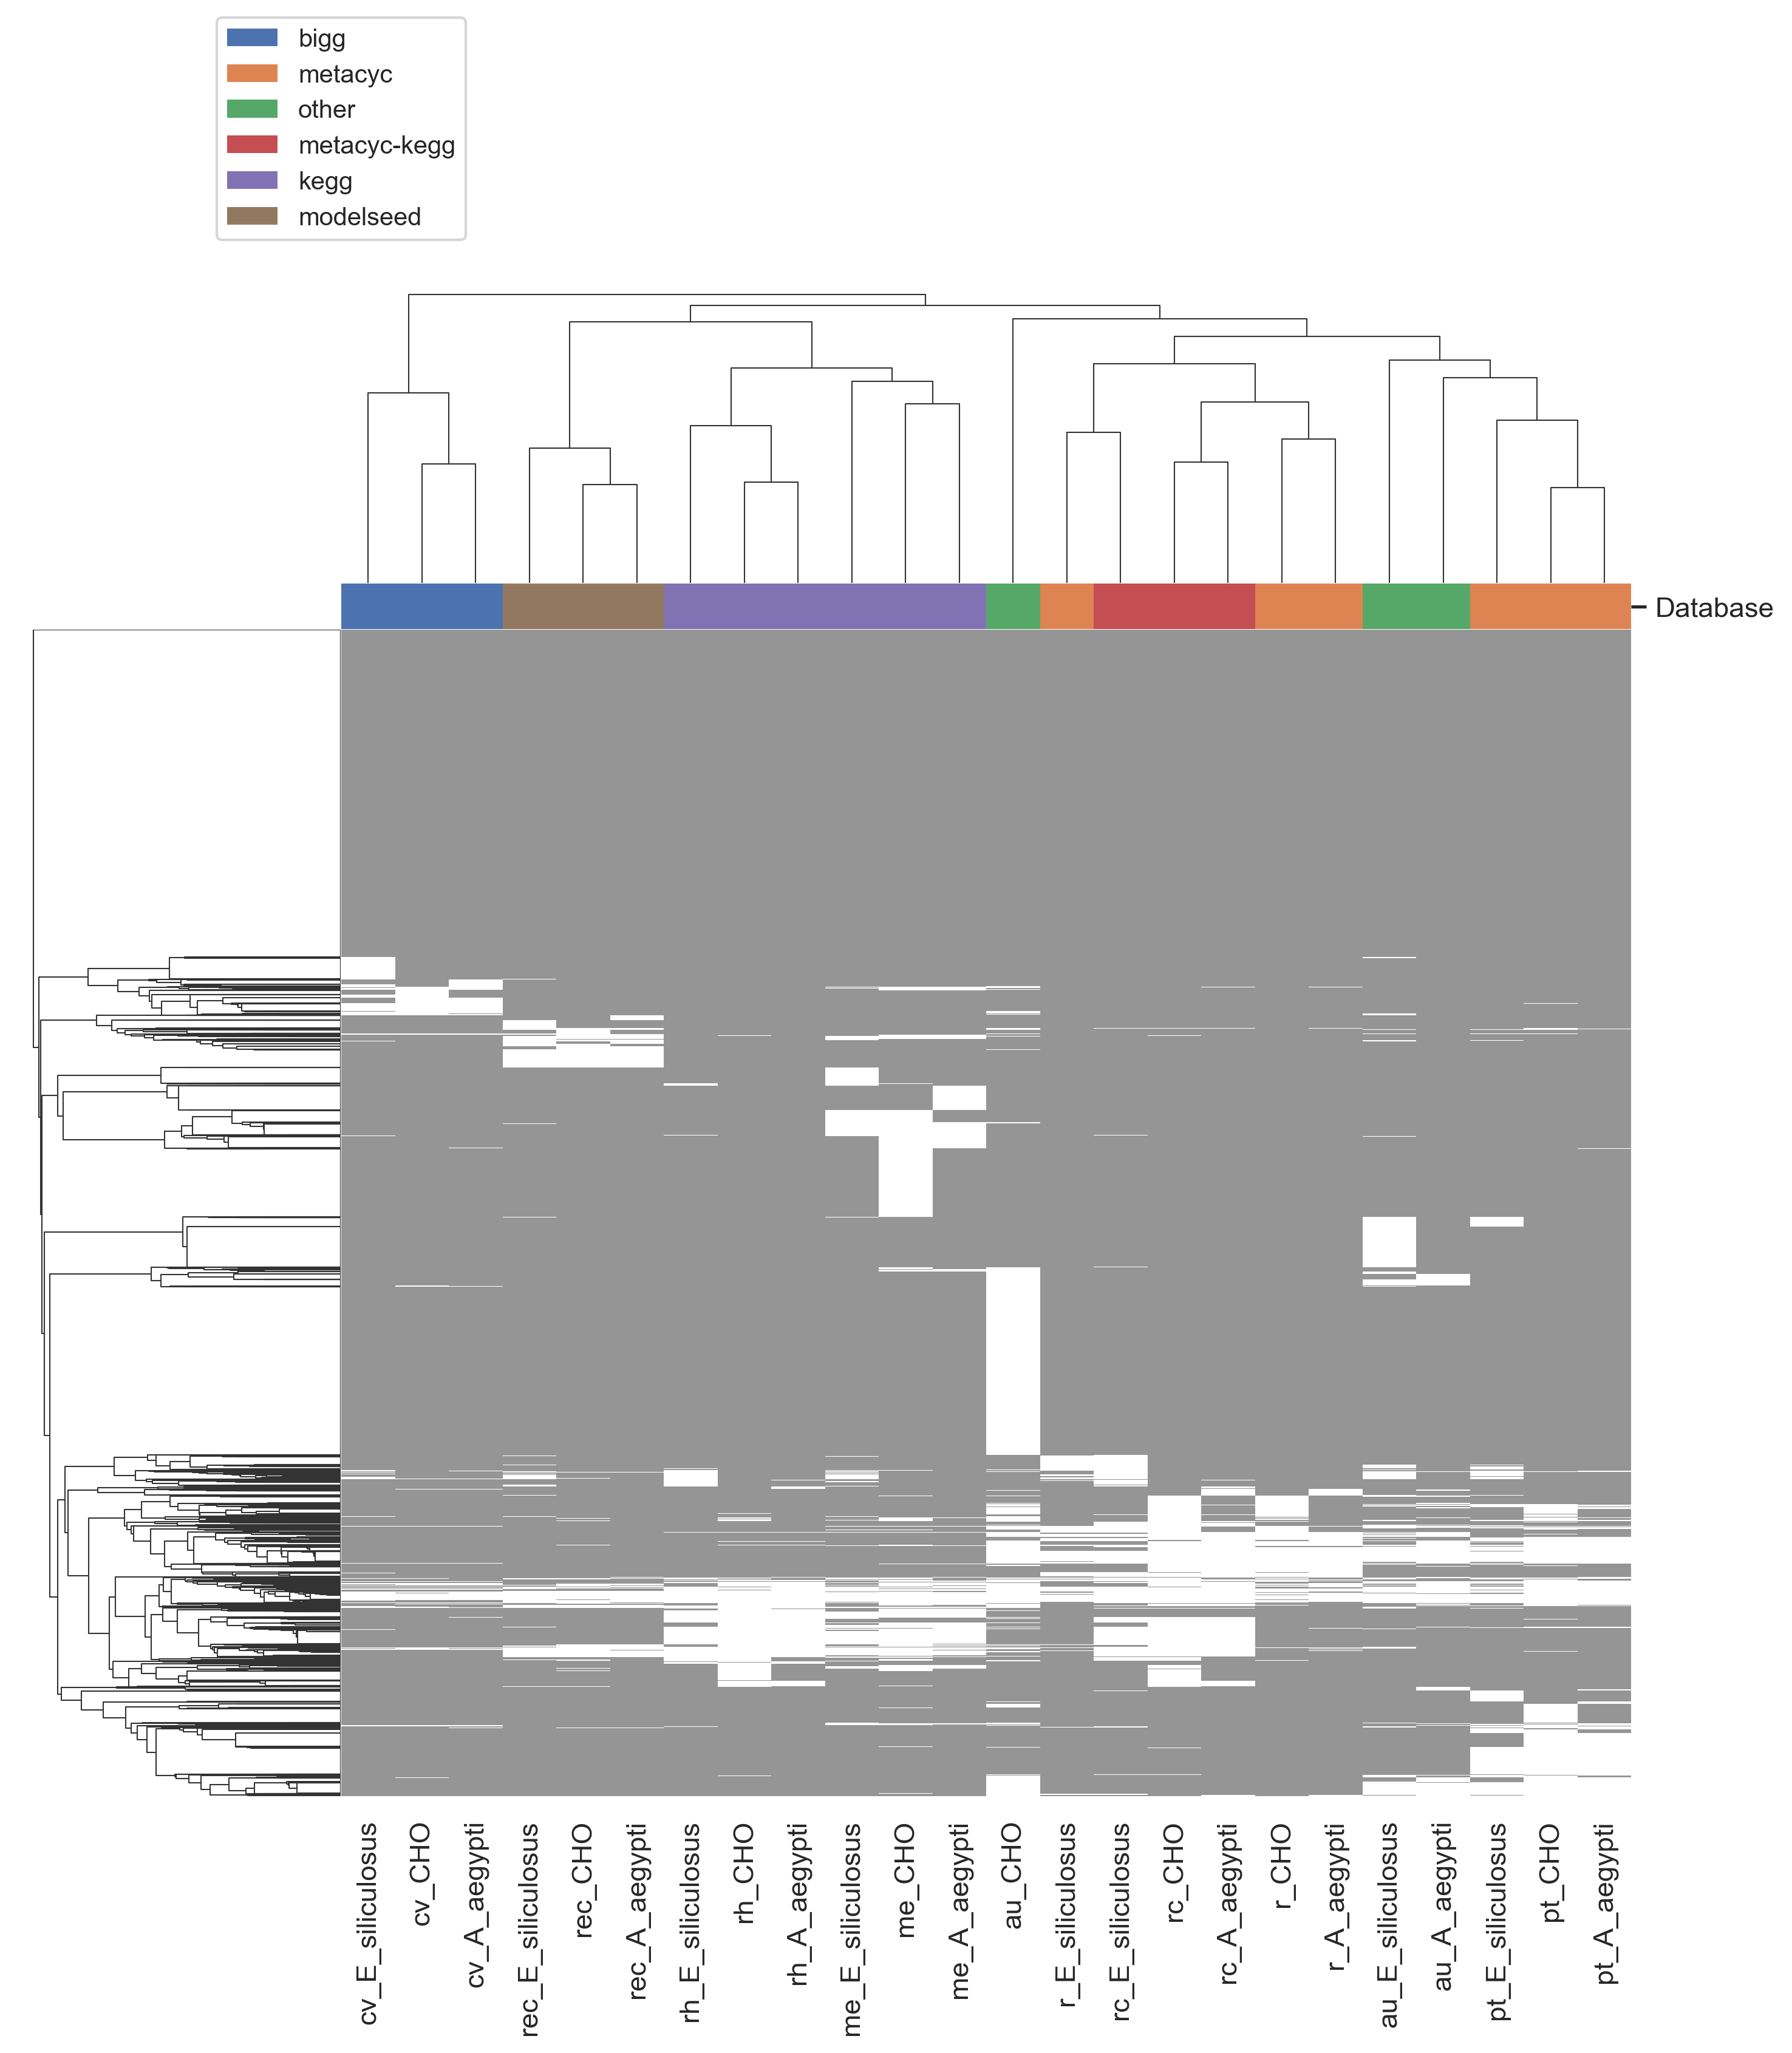 bigg
metacyc
other
metacyc-kegg
kegg
modelseed
Database
cv_E_siliculosus
cv_CHO
cv_A_aegypti
rec_E_siliculosus
rec_CHO
rec_A_aegypti
rh_E_siliculosus
rh_CHO
rh_A_aegypti
me_E_siliculosus
me_CHO
me_A_aegypti
au_CHO
r_E_siliculosus
rc_E_siliculosus
rc_CHO
rc_A_aegypti
r_CHO
r_A_aegypti
au_E_siliculosus
au_A_aegypti
pt_E_siliculosus
pt_CHO
pt_A_aegypti